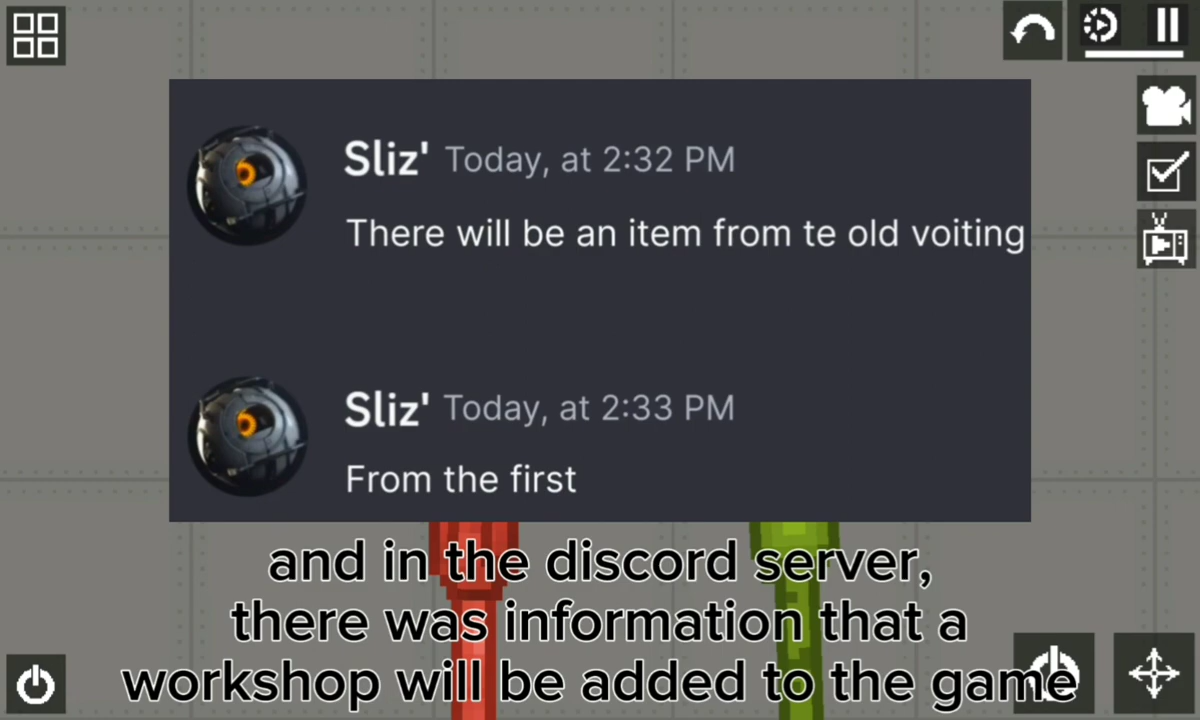 Sliz' Today, at 2:32 PM
There will be an item from te old voiting
Sliz' Today, at 2:33 PM
From the first
and in the discord server,
there was information that a
workshop will be added to the game